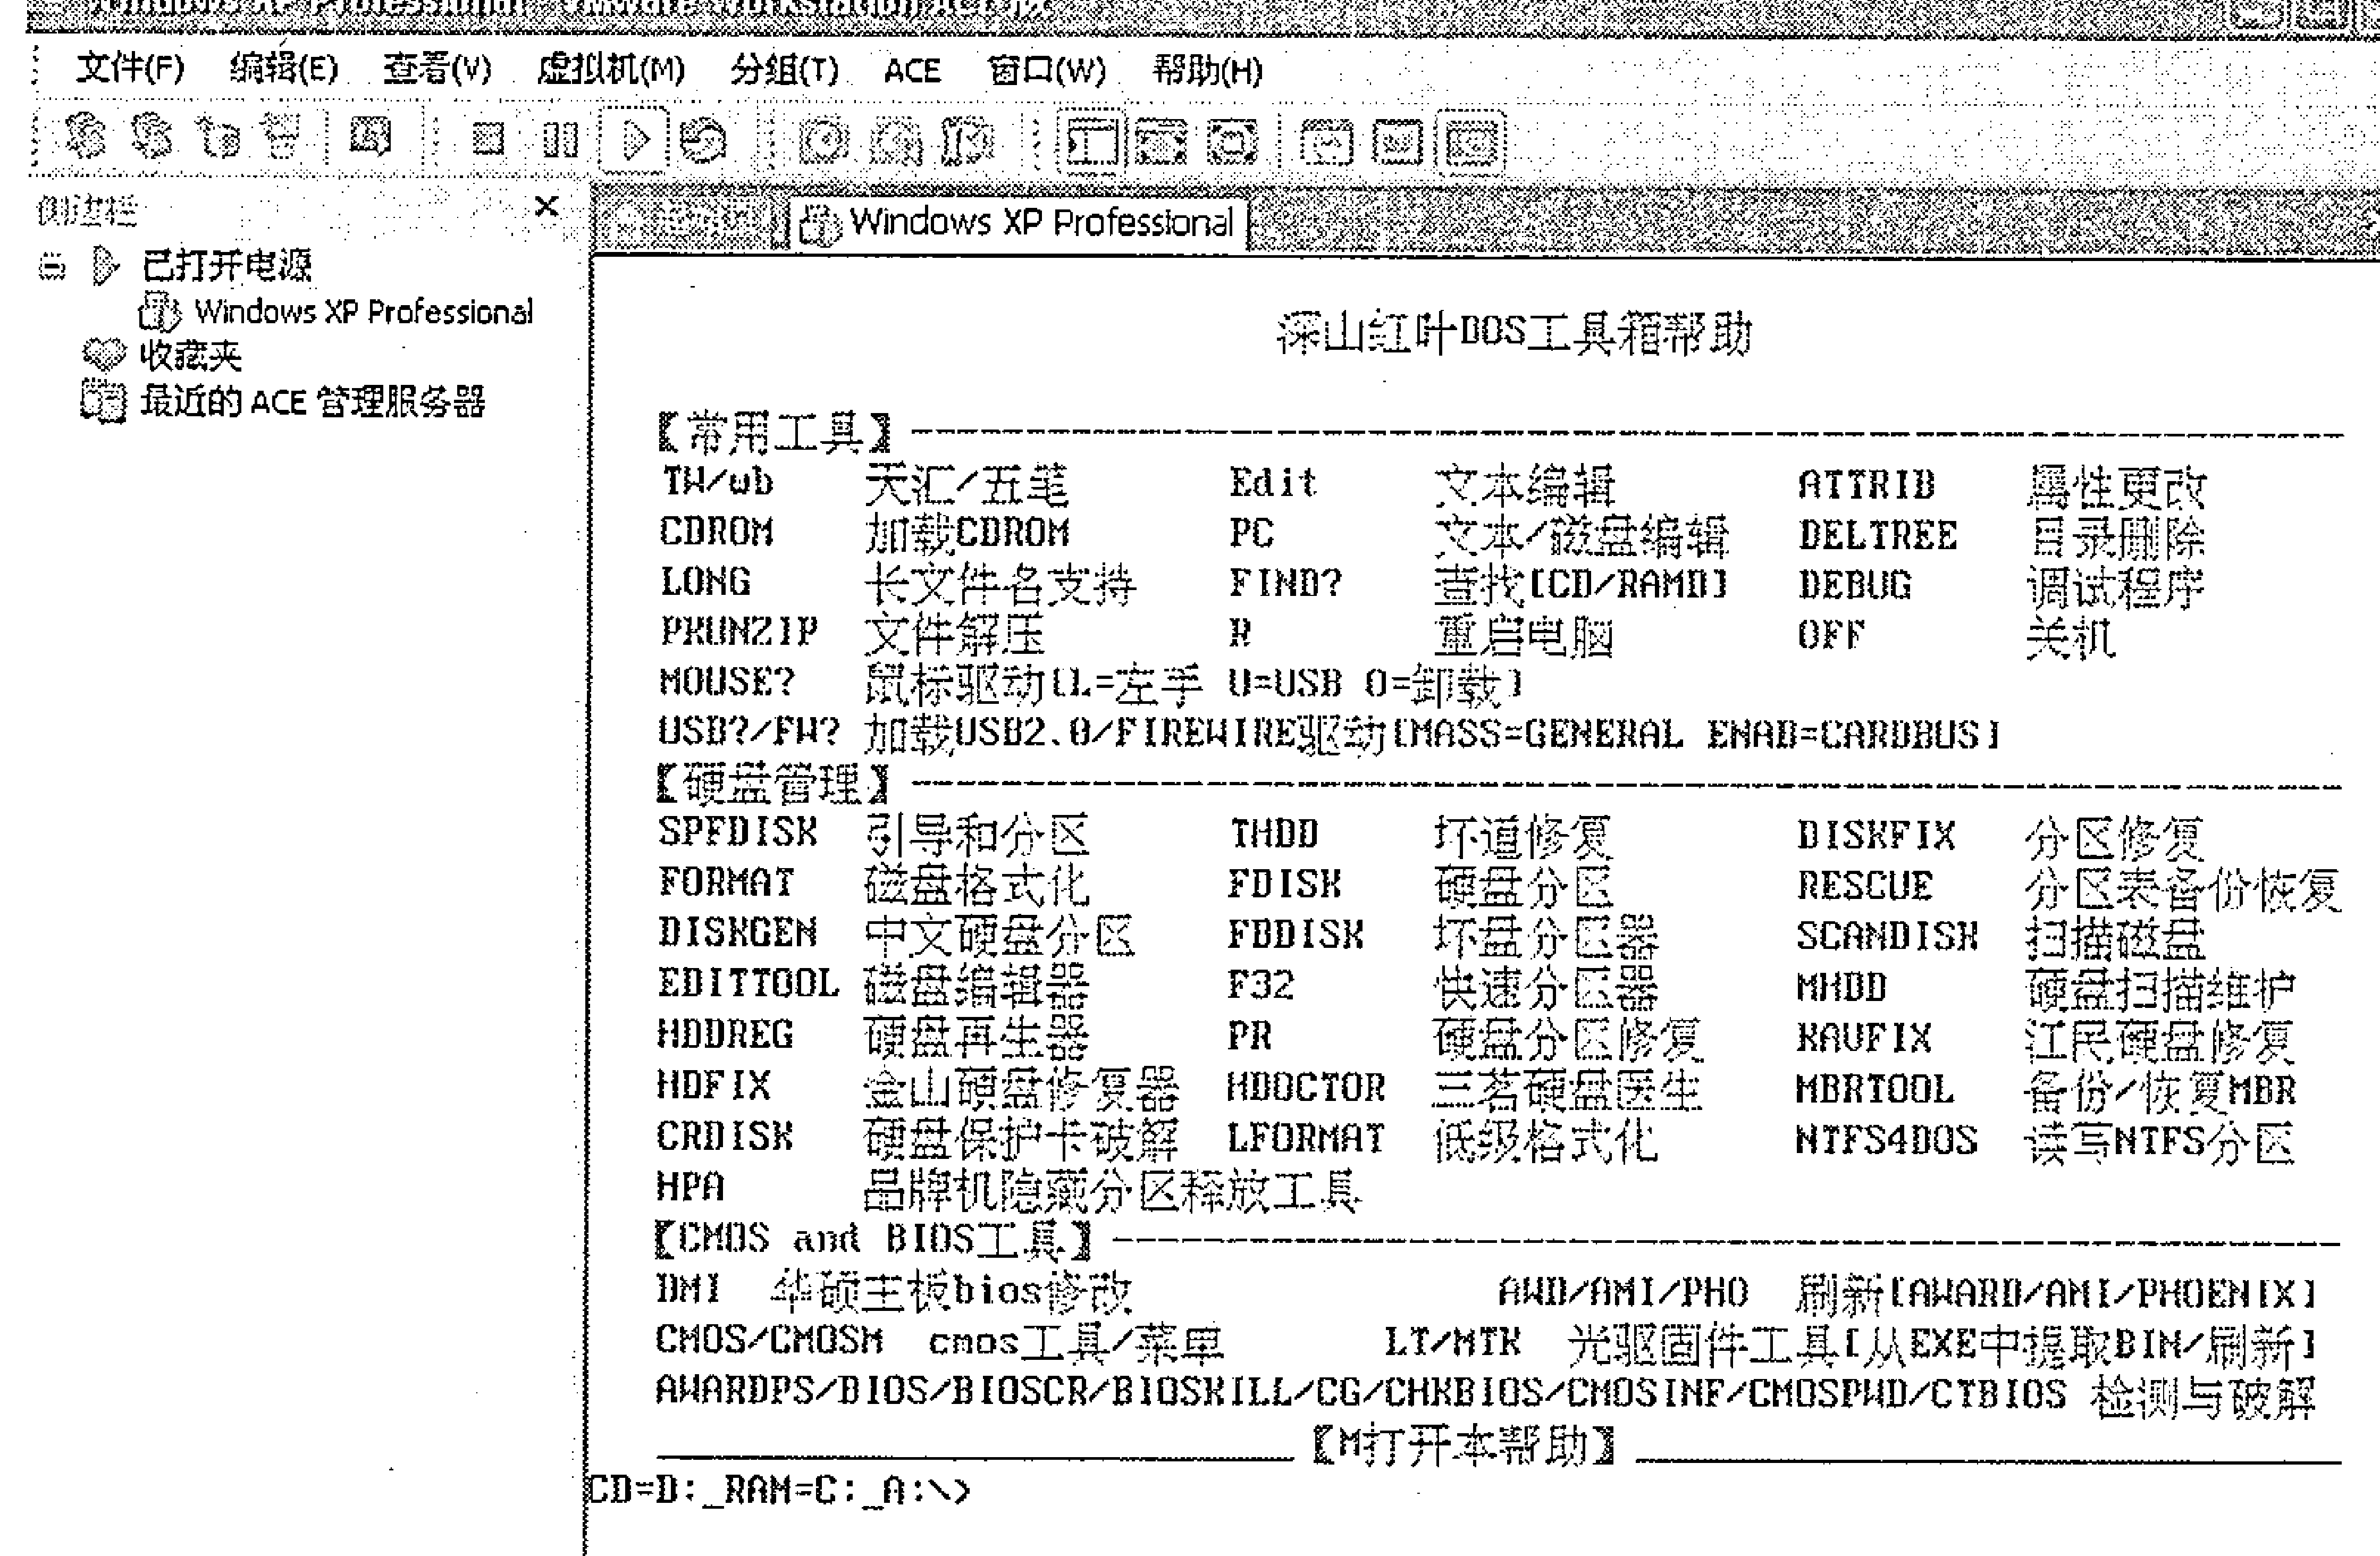 Windows XP Professional - VMware Workstation ACE 版
文件(F) 编辑(E) 查看(V) 虚拟机(M) 分组(T) ACE 窗口(W) 帮助(H)
侧边栏 ×
Windows XP Professional
已打开电源
Windows XP Professional
收藏夹
最近的 ACE 管理服务器
深山红叶DOS工具箱帮助
【常用工具】
TW/wb 天汇/五笔 Edit 文本编辑 ATTRIB 属性更改
CDROM 加载CDROM PC 文本/磁盘编辑 DELTREE 目录删除
LONG 长文件名支持 FIND? 查找[CD/RAMD] DEBUG 调试程序
PKUNZIP 文件解压 R 重启电脑 OFF 关机
MOUSE? 鼠标驱动[L=左手 U=USB O=卸载]
USB?/FW? 加载USB2.0/FIREWIRE驱动[MASS=GENERAL ENAB=CARDBUS]
【硬盘管理】
SPFDISK 引导和分区 THDD 坏道修复 DISKFIX 分区修复
FORMAT 磁盘格式化 FDISK 硬盘分区 RESCUE 分区表备份恢复
DISKGEN 中文硬盘分区 FBDISK 坏盘分区器 SCANDISK 扫描磁盘
EDITTOOL 磁盘编辑器 F32 快速分区器 MHDD 硬盘扫描维护
HDDREG 硬盘再生器 PR 硬盘分区修复 KAVFIX 江民硬盘修复
HDFIX 金山硬盘修复器 HDDCTOR 三茗硬盘医生 MBRTOOL 备份/恢复MBR
CRDISK 硬盘保护卡破解 LFORMAT 低级格式化 NTFS4DOS 读写NTFS分区
HPA 品牌机隐藏分区释放工具
【CMOS and BIOS工具】
DMI 华硕主板bios修改 AWD/AMI/PHO 刷新[AWARD/AMI/PHOENIX]
CMOS/CMOSM cmos工具/菜单 LT/MTK 光驱固件工具[从EXE中提取BIN/刷新]
AWARDPS/BIOS/BIOSCR/BIOSKILL/CG/CHKBIOS/CMOSINF/CMOSPWD/CTBIOS 检测与破解
【M打开本帮助】
CD=D:_RAM=C:_A:\>